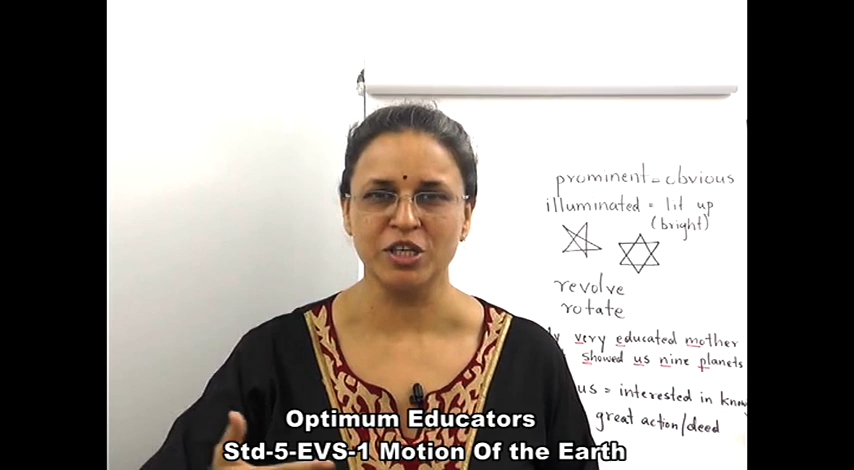 prominent = obvious
illuminated = lit up
(bright)
revolve
rotate
very educated mother
showed us nine planets
= interested in
great action/deed
Optimum Educators
Std-5-EVS-1 Motion Of the Earth